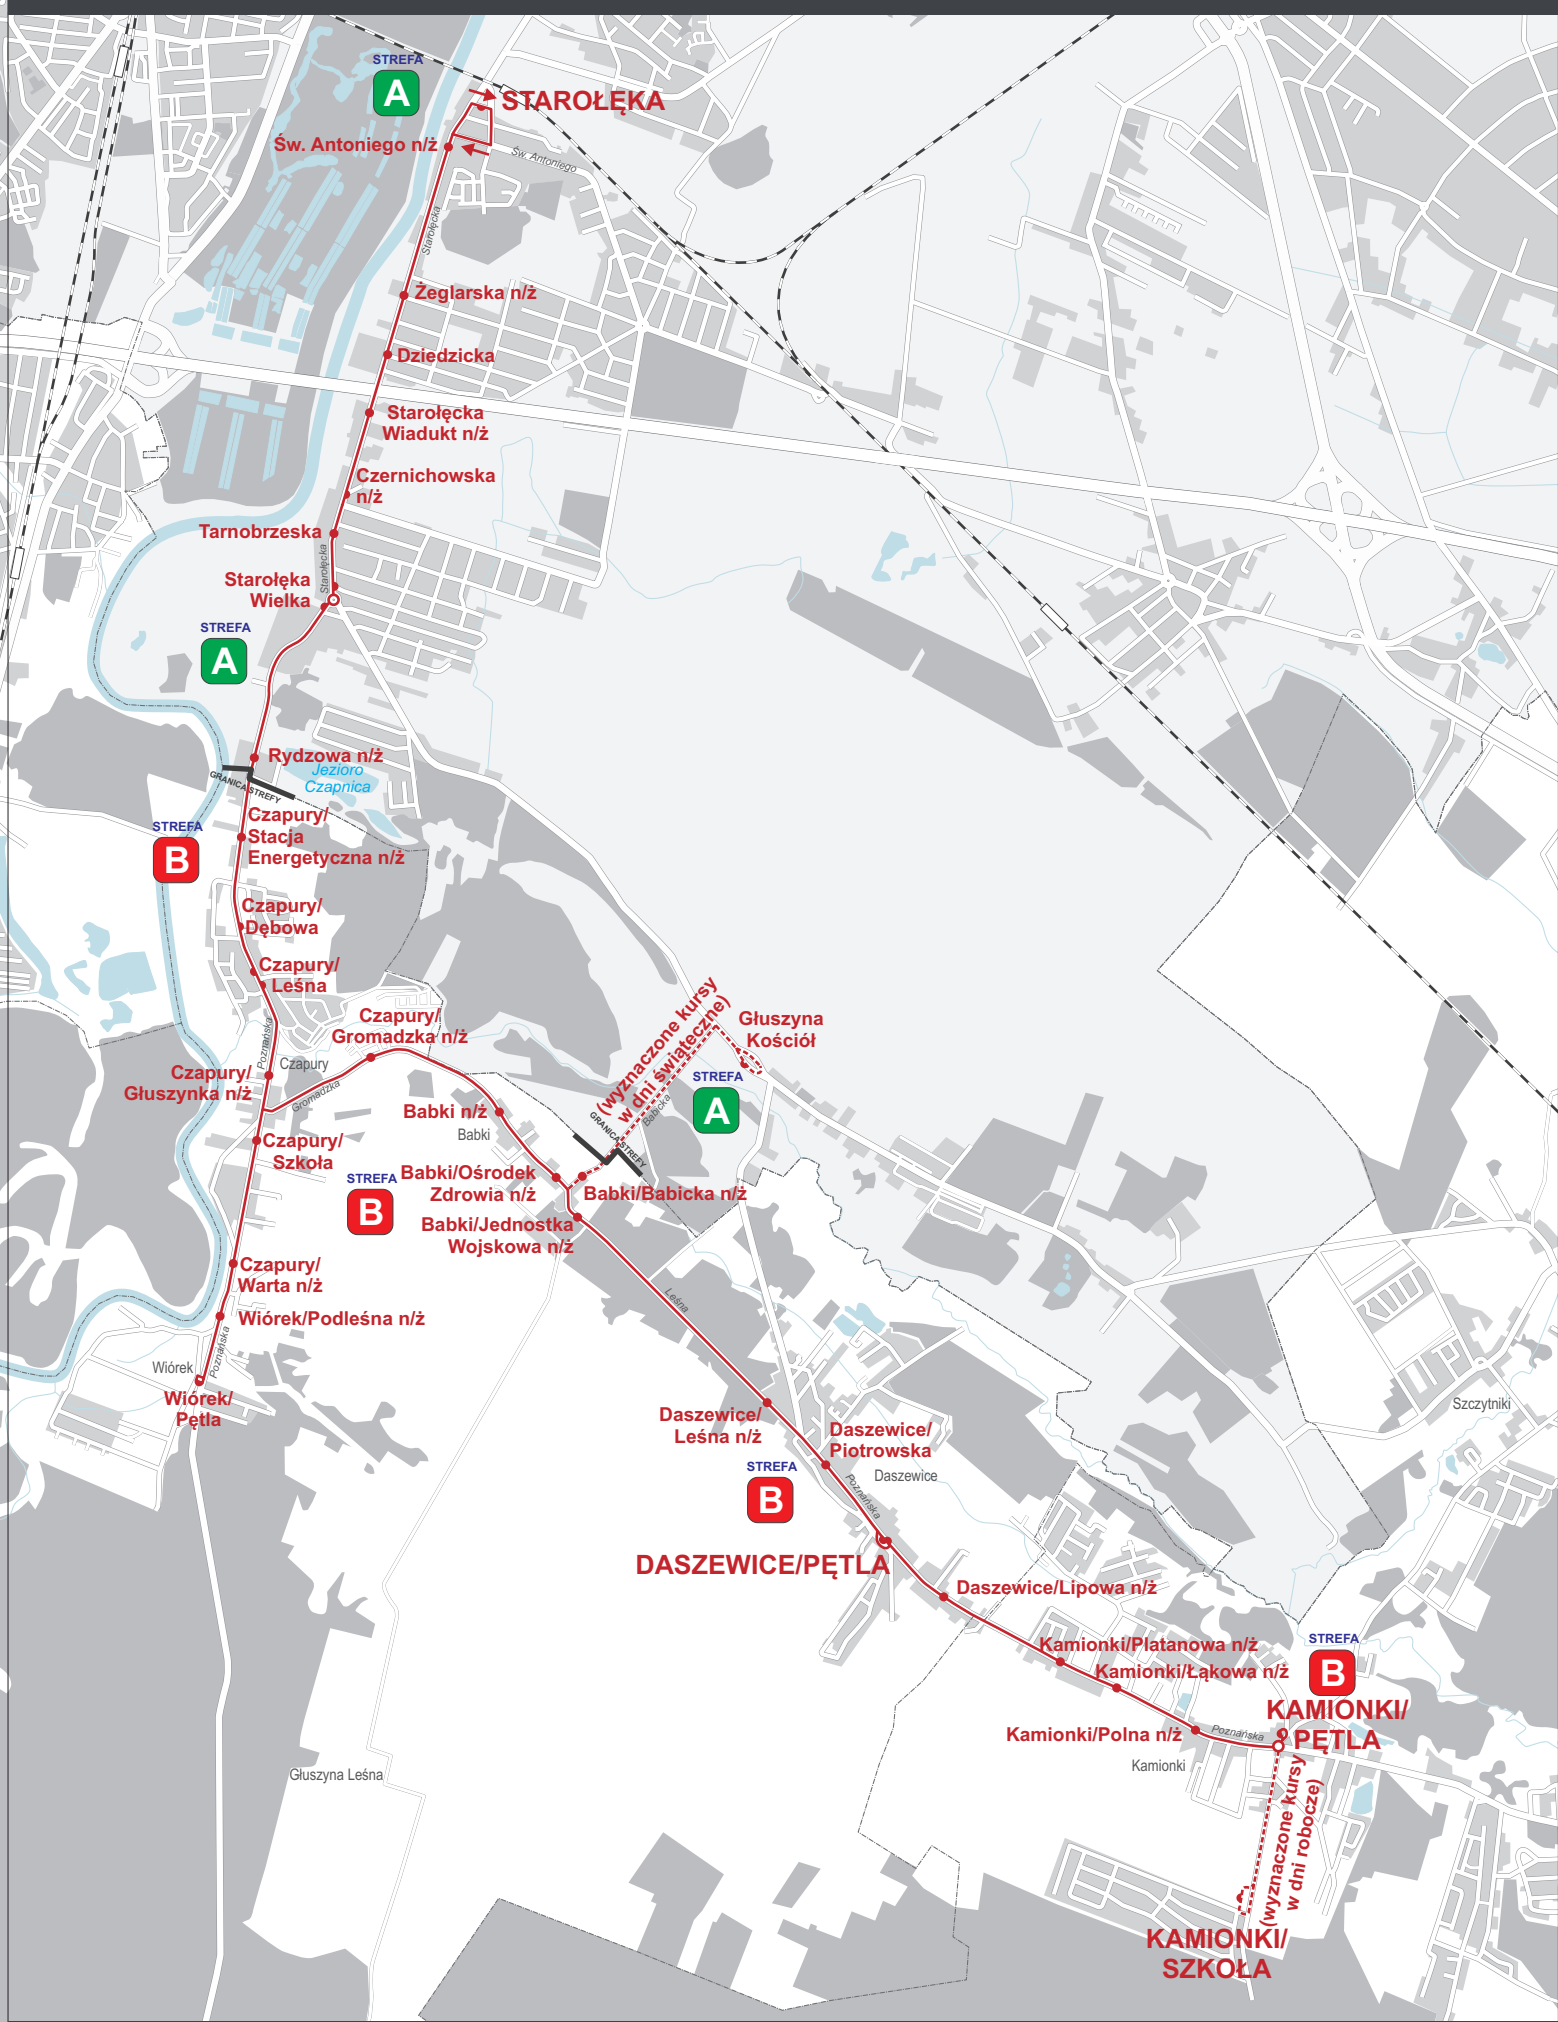 STREFA
A
STAROŁĘKA
Św. Antoniego n/ż
Św. Antoniego
Starołęcka
Żeglarska n/ż
Dziedzicka
Starołęcka
Wiadukt n/ż
Czernichowska
n/ż
Tarnobrzeska
Starołęcka
Starołęka
Wielka
STREFA
A
Rydzowa n/ż
Jezioro
Czapnica
GRANICA STREFY
Czapury/
Stacja
Energetyczna n/ż
STREFA
B
Czapury/
Dębowa
Czapury/
Leśna
Czapury/
Gromadzka n/ż
(wyznaczone kursy
w dni świąteczne)
Głuszyna
Kościół
Poznańska
Czapury
Czapury/
Głuszynka n/ż
Gromadzka
STREFA
A
Babicka
GRANICA STREFY
Babki n/ż
Babki
Czapury/
Szkoła
STREFA
B
Babki/Ośrodek
Zdrowia n/ż
Babki/Babicka n/ż
Babki/Jednostka
Wojskowa n/ż
Czapury/
Warta n/ż
Leśna
Wiórek/Podleśna n/ż
Poznańska
Wiórek
Wiórek/
Pętla
Szczytniki
Daszewice/
Leśna n/ż
Daszewice/
Piotrowska
STREFA
B
Daszewice
Poznańska
DASZEWICE/PĘTLA
Daszewice/Lipowa n/ż
Kamionki/Platanowa n/ż
STREFA
B
Kamionki/Łąkowa n/ż
KAMIONKI/
PĘTLA
Kamionki/Polna n/ż
Poznańska
Kamionki
Głuszyna Leśna
(wyznaczone kursy
w dni robocze)
KAMIONKI/
SZKOŁA